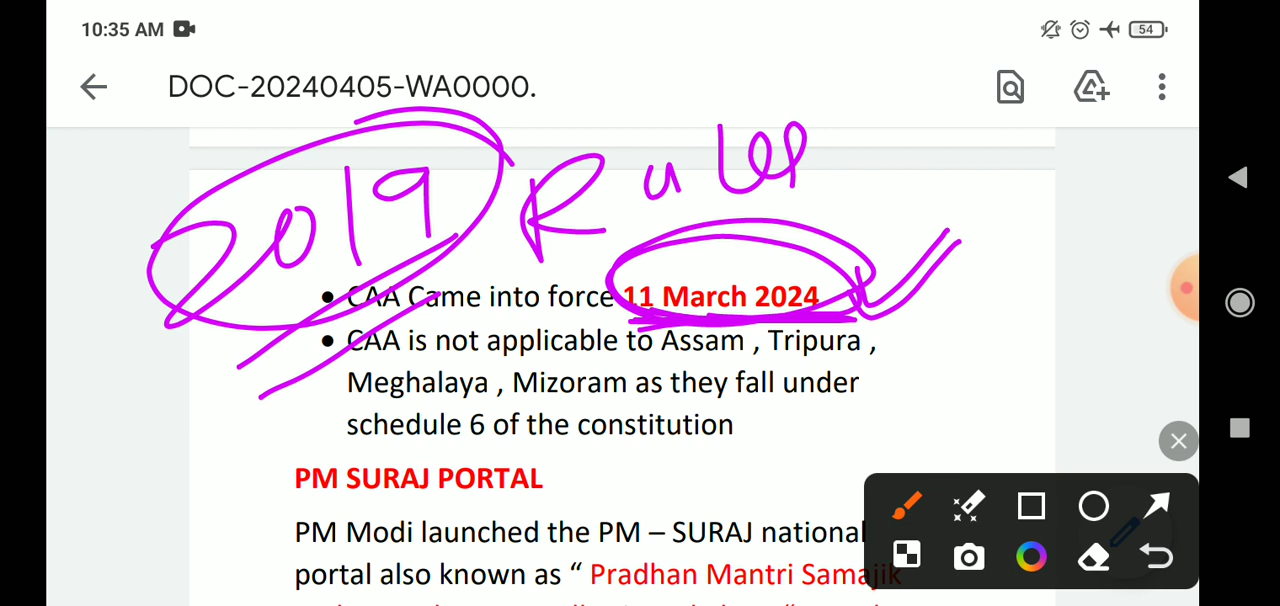 10:35 AM
54
DOC-20240405-WA0000.
2019 Rules
• CAA Came into force 11 March 2024
• CAA is not applicable to Assam , Tripura ,
Meghalaya , Mizoram as they fall under
schedule 6 of the constitution
PM SURAJ PORTAL
PM Modi launched the PM – SURAJ national
portal also known as “ Pradhan Mantri Samajik